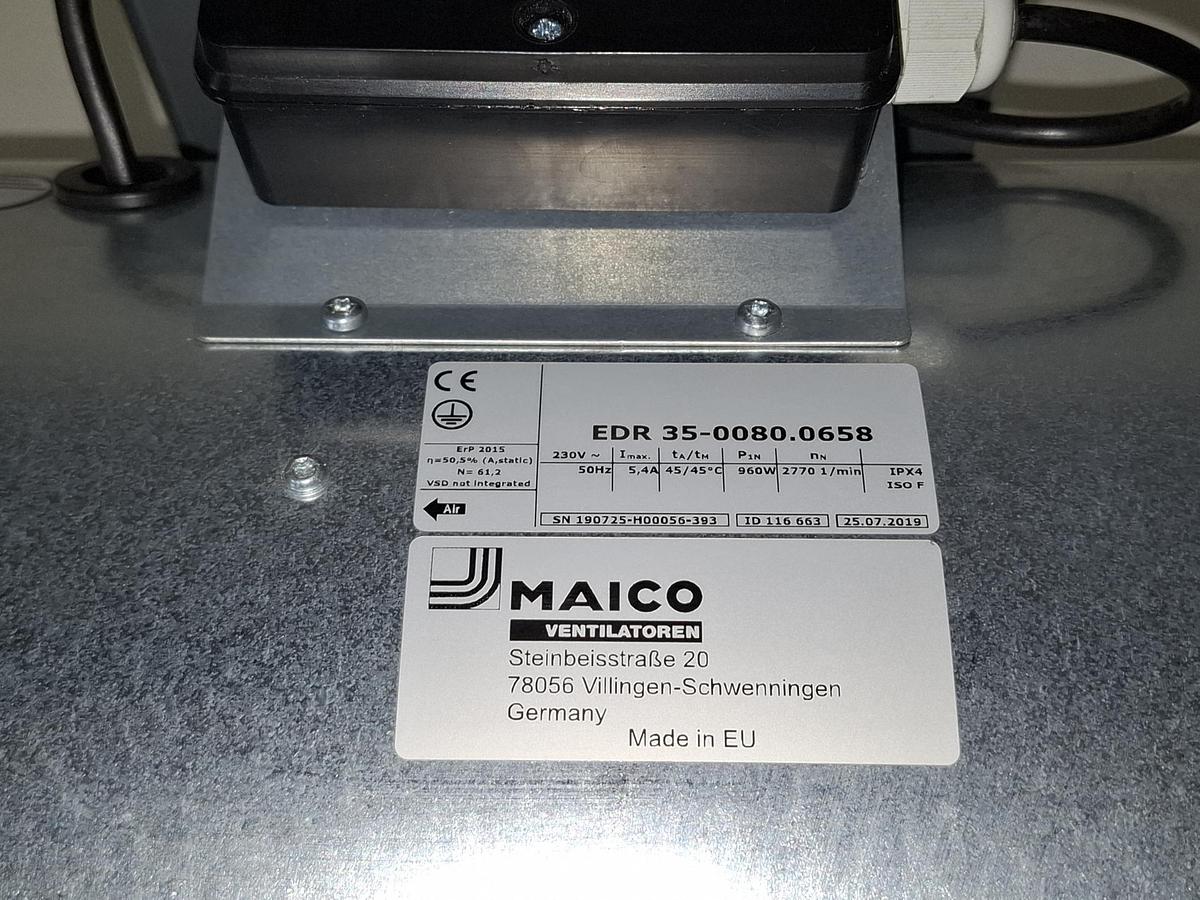 CE
ErP 2015
η=50,5% (A,static)
N= 61,2
VSD not integrated
Air
EDR 35-0080.0658
230V ~ Imax. tA/tM P1N nN
50Hz 5,4A 45/45°C 960W 2770 1/min IPX4
ISO F
SN 190725-H00056-393 ID 116 663 25.07.2019
MAICO
VENTILATOREN
Steinbeisstraße 20
78056 Villingen-Schwenningen
Germany
Made in EU